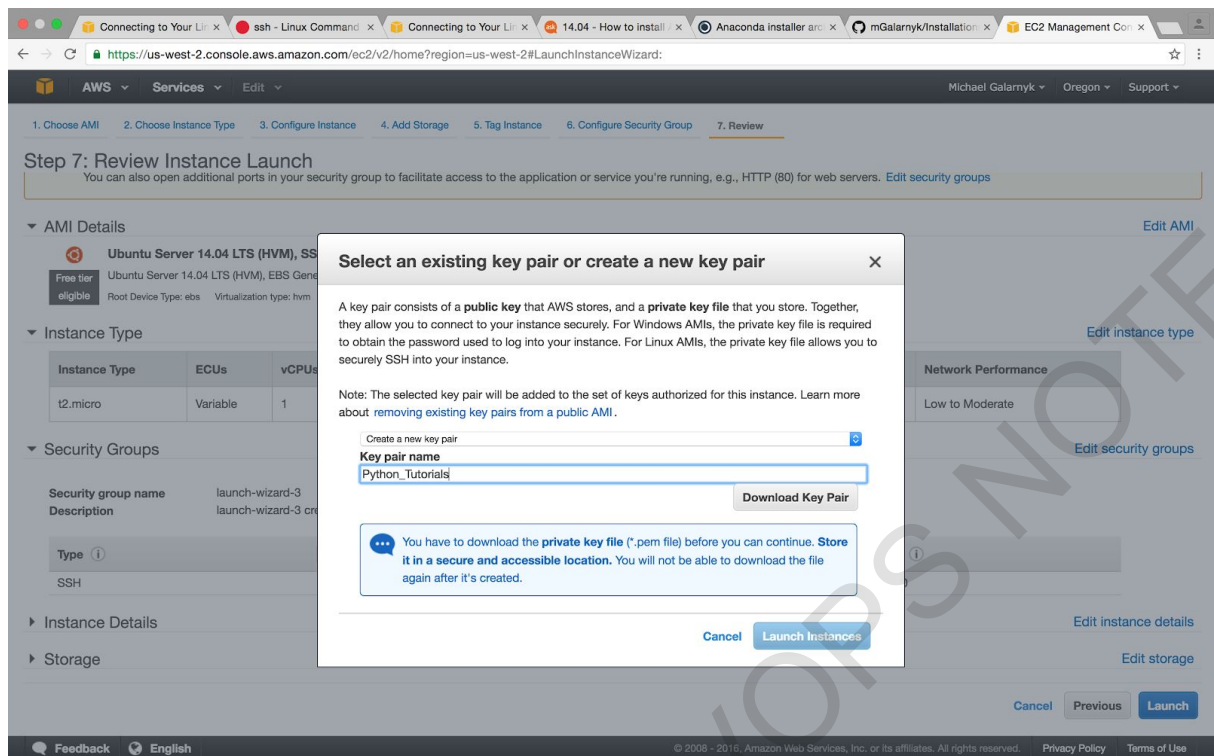 Connecting to Your Lin
ssh - Linux Command
Connecting to Your Lin
14.04 - How to install
Anaconda installer arc
mGalarnyk/Installation
EC2 Management Con
https://us-west-2.console.aws.amazon.com/ec2/v2/home?region=us-west-2#LaunchInstanceWizard:
AWS Services Edit Michael Galarnyk Oregon Support
1. Choose AMI 2. Choose Instance Type 3. Configure Instance 4. Add Storage 5. Tag Instance 6. Configure Security Group 7. Review
Step 7: Review Instance Launch
You can also open additional ports in your security group to facilitate access to the application or service you're running, e.g., HTTP (80) for web servers. Edit security groups
AMI Details Edit AMI
Ubuntu Server 14.04 LTS (HVM), SS
Free tier eligible
Ubuntu Server 14.04 LTS (HVM), EBS Gene
Root Device Type: ebs Virtualization type: hvm
Instance Type Edit instance type
Instance Type ECUs vCPUs Network Performance
t2.micro Variable 1 Low to Moderate
Security Groups Edit security groups
Security group name launch-wizard-3
Description launch-wizard-3 cre
Type
SSH
Instance Details Edit instance details
Storage Edit storage
Select an existing key pair or create a new key pair
A key pair consists of a public key that AWS stores, and a private key file that you store. Together,
they allow you to connect to your instance securely. For Windows AMIs, the private key file is required
to obtain the password used to log into your instance. For Linux AMIs, the private key file allows you to
securely SSH into your instance.
Note: The selected key pair will be added to the set of keys authorized for this instance. Learn more
about removing existing key pairs from a public AMI.
Create a new key pair
Key pair name
Python_Tutorials
Download Key Pair
You have to download the private key file (*.pem file) before you can continue. Store
it in a secure and accessible location. You will not be able to download the file
again after it's created.
Cancel Launch Instances
Cancel Previous Launch
Feedback English © 2008 - 2016, Amazon Web Services, Inc. or its affiliates. All rights reserved. Privacy Policy Terms of Use
OPS NOTE